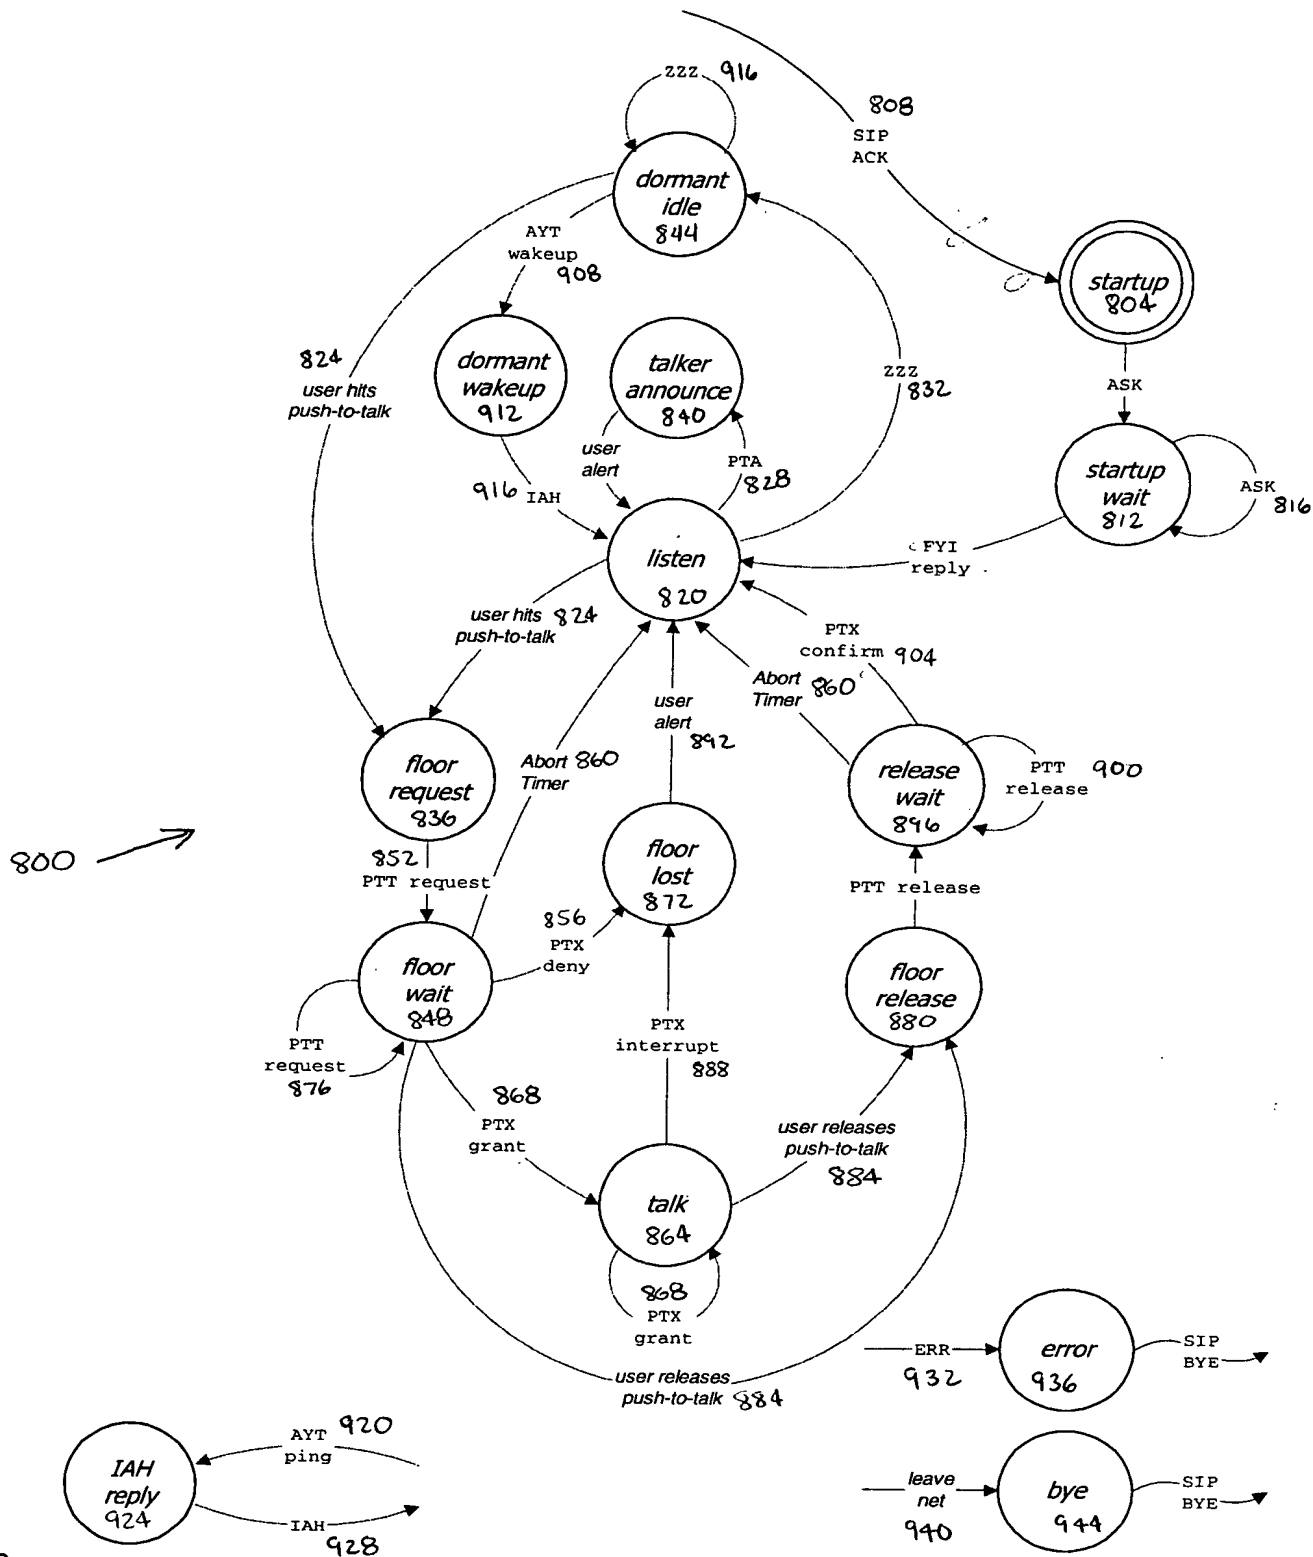 ZZZ 916
808
SIP
ACK
dormant
idle
844
AYT
wakeup
908
startup
804
824
user hits
push-to-talk
dormant
wakeup
912
talker
announce
840
ZZZ
832
ASK
user
alert
PTA
828
startup
wait
812
ASK
816
916 IAH
listen
820
FYI
reply
user hits 824
push-to-talk
PTX
confirm 904
Abort 860
Timer
user
alert
892
floor
request
836
Abort 860
Timer
release
wait
896
PTT 900
release
800
852
PTT request
floor
lost
872
PTT release
856
PTX
deny
floor
wait
848
floor
release
880
PTT
request
876
PTX
interrupt
888
868
PTX
grant
user releases
push-to-talk
884
talk
864
868
PTX
grant
user releases
push-to-talk 884
ERR
932
error
936
SIP
BYE
AYT 920
ping
IAH
reply
924
IAH
928
leave
net
940
bye
944
SIP
BYE